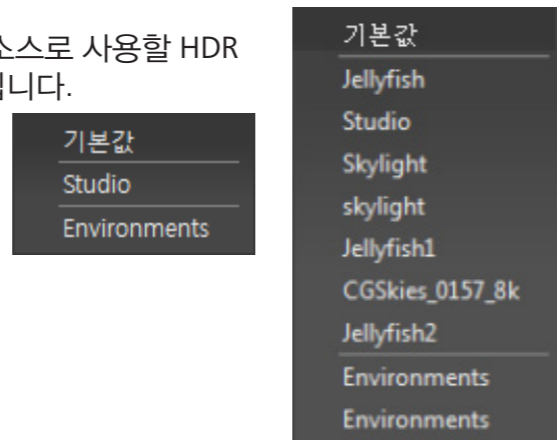 소스로 사용할 HDR
입니다.
기본값
Studio
Environments
기본값
Jellyfish
Studio
Skylight
skylight
Jellyfish1
CGSkies_0157_8k
Jellyfish2
Environments
Environments